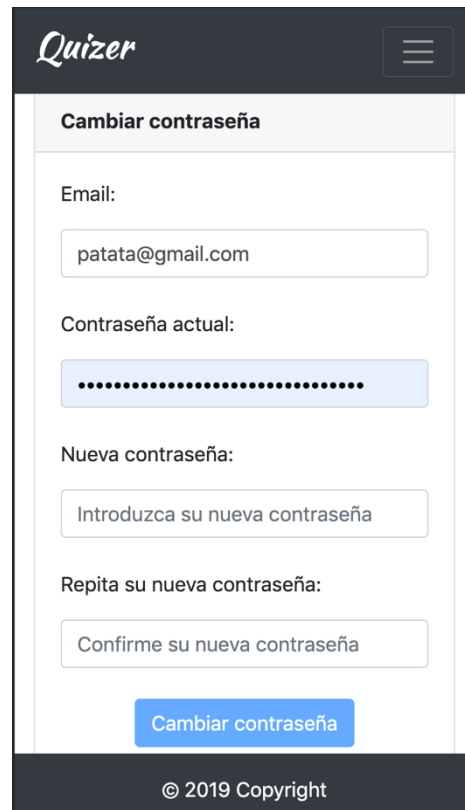 Quizer
Cambiar contraseña
Email:
patata@gmail.com
Contraseña actual:
••••••••••••••••••••••••••••••••
Nueva contraseña:
Introduzca su nueva contraseña
Repita su nueva contraseña:
Confirme su nueva contraseña
Cambiar contraseña
© 2019 Copyright